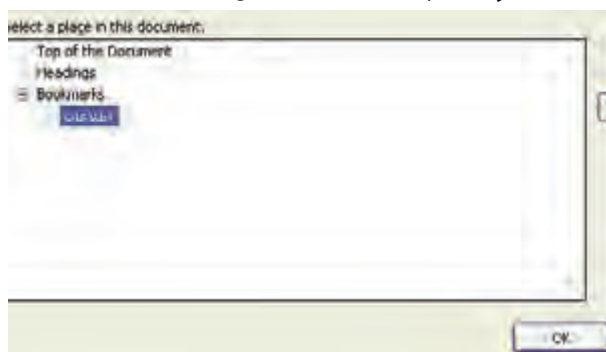 elect a place in this document:
Top of the Document
Headings
Bookmarks
OK